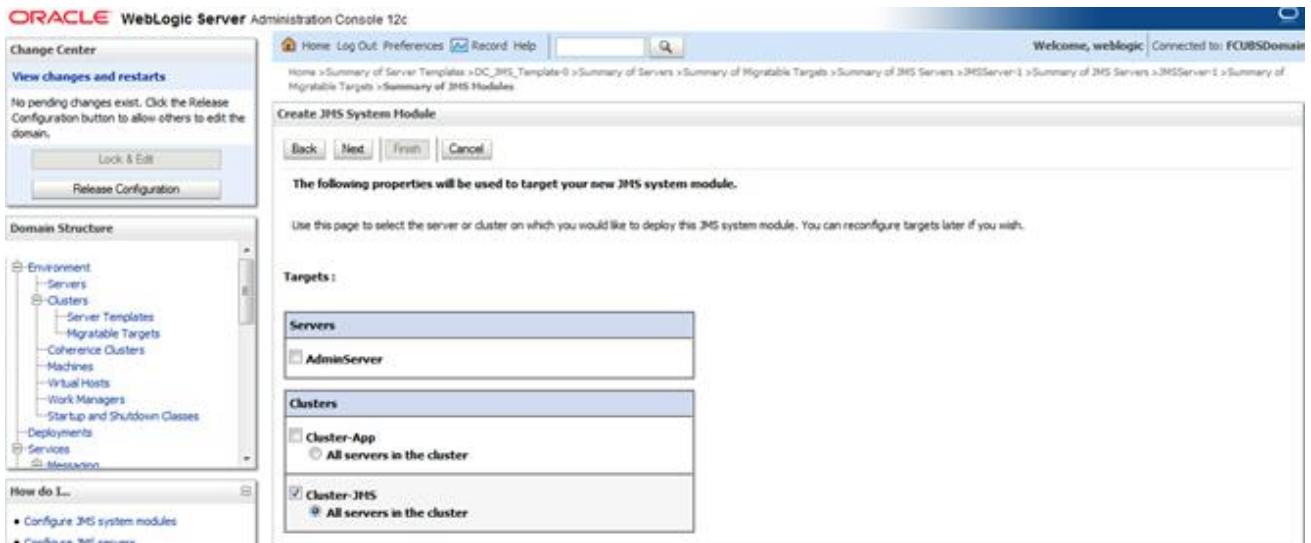 ORACLE WebLogic Server Administration Console 12c
Change Center
View changes and restarts
No pending changes exist. Click the Release
Configuration button to allow others to edit the
domain.
Lock & Edit
Release Configuration
Domain Structure
Environment
Servers
Clusters
Server Templates
Migratable Targets
Coherence Clusters
Machines
Virtual Hosts
Work Managers
Startup and Shutdown Classes
Deployments
Services
Messaging
How do I...
Configure JMS system modules
Configure JMS servers
Home Log Out Preferences Record Help
Welcome, weblogic Connected to: FCUBSDomain
Home >Summary of Server Templates >DC_JMS_Template-0 >Summary of Servers >Summary of Migratable Targets >Summary of JMS Servers >JMSServer-1 >Summary of JMS Servers >JMSServer-1 >Summary of
Migratable Targets >Summary of JMS Modules
Create JMS System Module
Back Next Finish Cancel
The following properties will be used to target your new JMS system module.
Use this page to select the server or cluster on which you would like to deploy this JMS system module. You can reconfigure targets later if you wish.
Targets :
Servers
AdminServer
Clusters
Cluster-App
All servers in the cluster
Cluster-JMS
All servers in the cluster